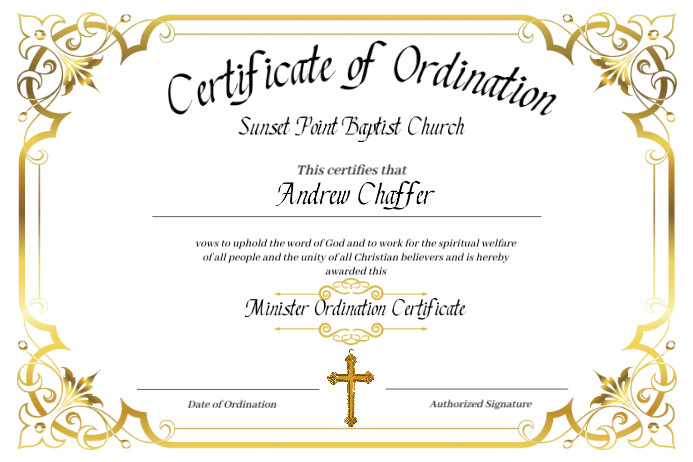 Certificate of Ordination
Sunset Point Baptist Church
This certifies that
Andrew Chaffer
vows to uphold the word of God and to work for the spiritual welfare
of all people and the unity of all Christian believers and is hereby
awarded this
Minister Ordination Certificate
Date of Ordination
Authorized Signature